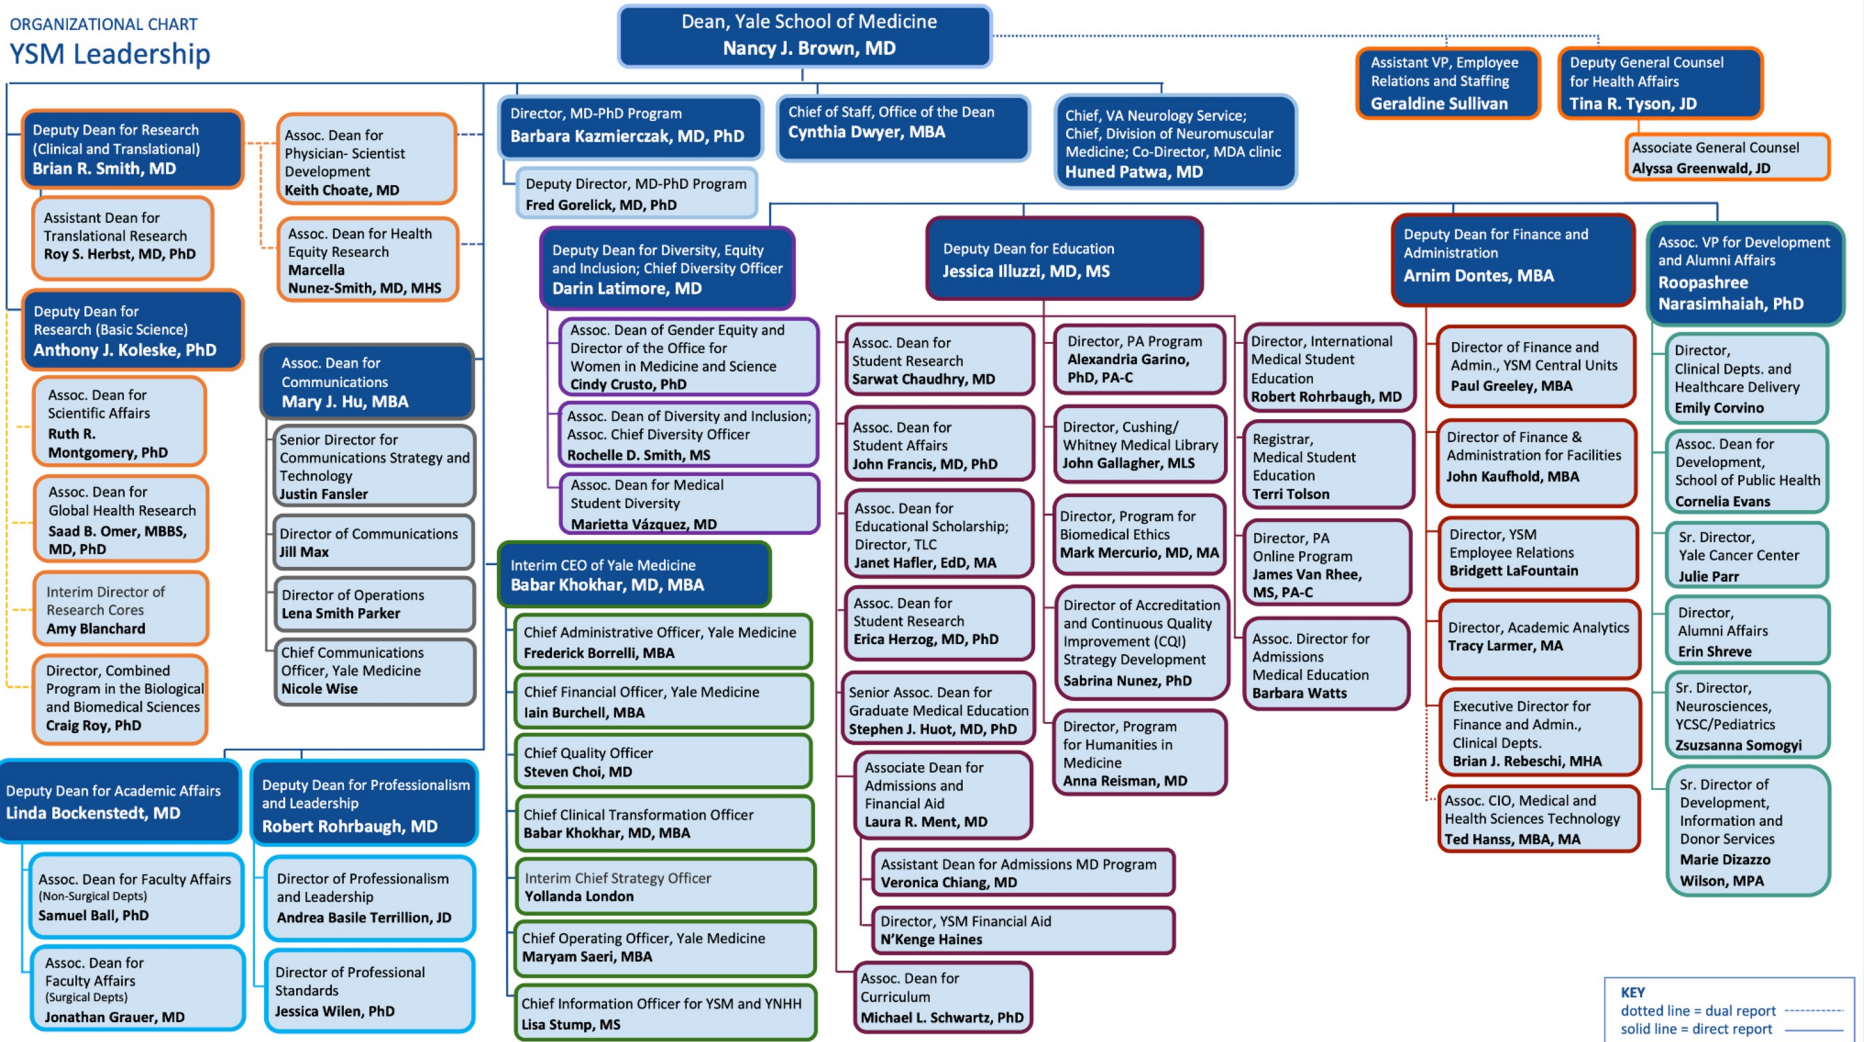 ORGANIZATIONAL CHART
YSM Leadership
Dean, Yale School of Medicine
Nancy J. Brown, MD
Assistant VP, Employee
Relations and Staffing
Geraldine Sullivan
Deputy General Counsel
for Health Affairs
Tina R. Tyson, JD
Associate General Counsel
Alyssa Greenwald, JD
Deputy Dean for Research
(Clinical and Translational)
Brian R. Smith, MD
Assistant Dean for
Translational Research
Roy S. Herbst, MD, PhD
Assoc. Dean for
Physician- Scientist
Development
Keith Choate, MD
Assoc. Dean for Health
Equity Research
Marcella
Nunez-Smith, MD, MHS
Director, MD-PhD Program
Barbara Kazmierczak, MD, PhD
Deputy Director, MD-PhD Program
Fred Gorelick, MD, PhD
Chief of Staff, Office of the Dean
Cynthia Dwyer, MBA
Chief, VA Neurology Service;
Chief, Division of Neuromuscular
Medicine; Co-Director, MDA clinic
Huned Patwa, MD
Deputy Dean for
Research (Basic Science)
Anthony J. Koleske, PhD
Assoc. Dean for
Scientific Affairs
Ruth R.
Montgomery, PhD
Assoc. Dean for
Global Health Research
Saad B. Omer, MBBS,
MD, PhD
Interim Director of
Research Cores
Amy Blanchard
Director, Combined
Program in the Biological
and Biomedical Sciences
Craig Roy, PhD
Assoc. Dean for
Communications
Mary J. Hu, MBA
Senior Director for
Communications Strategy and
Technology
Justin Fansler
Director of Communications
Jill Max
Director of Operations
Lena Smith Parker
Chief Communications
Officer, Yale Medicine
Nicole Wise
Deputy Dean for Academic Affairs
Linda Bockenstedt, MD
Assoc. Dean for Faculty Affairs
(Non-Surgical Depts)
Samuel Ball, PhD
Assoc. Dean for
Faculty Affairs
(Surgical Depts)
Jonathan Grauer, MD
Deputy Dean for Professionalism
and Leadership
Robert Rohrbaugh, MD
Director of Professionalism
and Leadership
Andrea Basile Terrillion, JD
Director of Professional
Standards
Jessica Wilen, PhD
Deputy Dean for Diversity, Equity
and Inclusion; Chief Diversity Officer
Darin Latimore, MD
Assoc. Dean of Gender Equity and
Director of the Office for
Women in Medicine and Science
Cindy Crusto, PhD
Assoc. Dean of Diversity and Inclusion;
Assoc. Chief Diversity Officer
Rochelle D. Smith, MS
Assoc. Dean for Medical
Student Diversity
Marietta Vázquez, MD
Interim CEO of Yale Medicine
Babar Khokhar, MD, MBA
Chief Administrative Officer, Yale Medicine
Frederick Borrelli, MBA
Chief Financial Officer, Yale Medicine
Iain Burchell, MBA
Chief Quality Officer
Steven Choi, MD
Chief Clinical Transformation Officer
Babar Khokhar, MD, MBA
Interim Chief Strategy Officer
Yollanda London
Chief Operating Officer, Yale Medicine
Maryam Saeri, MBA
Chief Information Officer for YSM and YNHH
Lisa Stump, MS
Deputy Dean for Education
Jessica Illuzzi, MD, MS
Assoc. Dean for
Student Research
Sarwat Chaudhry, MD
Assoc. Dean for
Student Affairs
John Francis, MD, PhD
Assoc. Dean for
Educational Scholarship;
Director, TLC
Janet Hafler, EdD, MA
Assoc. Dean for
Student Research
Erica Herzog, MD, PhD
Senior Assoc. Dean for
Graduate Medical Education
Stephen J. Huot, MD, PhD
Associate Dean for
Admissions and
Financial Aid
Laura R. Ment, MD
Assistant Dean for Admissions MD Program
Veronica Chiang, MD
Director, YSM Financial Aid
N’Kenge Haines
Assoc. Dean for
Curriculum
Michael L. Schwartz, PhD
Director, PA Program
Alexandria Garino,
PhD, PA-C
Director, Cushing/
Whitney Medical Library
John Gallagher, MLS
Director, Program for
Biomedical Ethics
Mark Mercurio, MD, MA
Director of Accreditation
and Continuous Quality
Improvement (CQI)
Strategy Development
Sabrina Nunez, PhD
Director, Program
for Humanities in
Medicine
Anna Reisman, MD
Director, International
Medical Student
Education
Robert Rohrbaugh, MD
Registrar,
Medical Student
Education
Terri Tolson
Director, PA
Online Program
James Van Rhee,
MS, PA-C
Assoc. Director for
Admissions
Medical Education
Barbara Watts
Deputy Dean for Finance and
Administration
Arnim Dontes, MBA
Director of Finance and
Admin., YSM Central Units
Paul Greeley, MBA
Director of Finance &
Administration for Facilities
John Kaufhold, MBA
Director, YSM
Employee Relations
Bridgett LaFountain
Director, Academic Analytics
Tracy Larmer, MA
Executive Director for
Finance and Admin.,
Clinical Depts.
Brian J. Rebeschi, MHA
Assoc. CIO, Medical and
Health Sciences Technology
Ted Hanss, MBA, MA
Assoc. VP for Development
and Alumni Affairs
Roopashree
Narasimhaiah, PhD
Director,
Clinical Depts. and
Healthcare Delivery
Emily Corvino
Assoc. Dean for
Development,
School of Public Health
Cornelia Evans
Sr. Director,
Yale Cancer Center
Julie Parr
Director,
Alumni Affairs
Erin Shreve
Sr. Director,
Neurosciences,
YCSC/Pediatrics
Zsuzsanna Somogyi
Sr. Director of
Development,
Information and
Donor Services
Marie Dizazzo
Wilson, MPA
KEY
dotted line = dual report
solid line = direct report